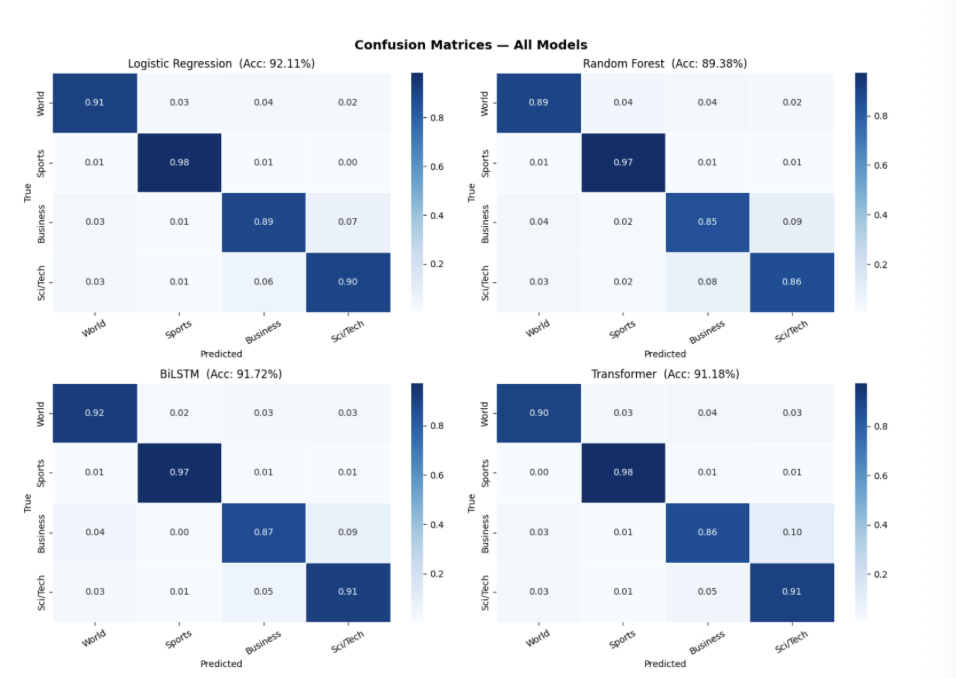 Confusion Matrices — All Models
Logistic Regression (Acc: 92.11%)
World 0.91 0.03 0.04 0.02
Sports 0.01 0.98 0.01 0.00
Business 0.03 0.01 0.89 0.07
Sci/Tech 0.03 0.01 0.06 0.90
True
World Sports Business Sci/Tech
Predicted
0.8
0.6
0.4
0.2
Random Forest (Acc: 89.38%)
World 0.89 0.04 0.04 0.02
Sports 0.01 0.97 0.01 0.01
Business 0.04 0.02 0.85 0.09
Sci/Tech 0.03 0.02 0.08 0.86
True
World Sports Business Sci/Tech
Predicted
0.8
0.6
0.4
0.2
BiLSTM (Acc: 91.72%)
World 0.92 0.02 0.03 0.03
Sports 0.01 0.97 0.01 0.01
Business 0.04 0.00 0.87 0.09
Sci/Tech 0.03 0.01 0.05 0.91
True
World Sports Business Sci/Tech
Predicted
0.8
0.6
0.4
0.2
Transformer (Acc: 91.18%)
World 0.90 0.03 0.04 0.03
Sports 0.00 0.98 0.01 0.01
Business 0.03 0.01 0.86 0.10
Sci/Tech 0.03 0.01 0.05 0.91
True
World Sports Business Sci/Tech
Predicted
0.8
0.6
0.4
0.2